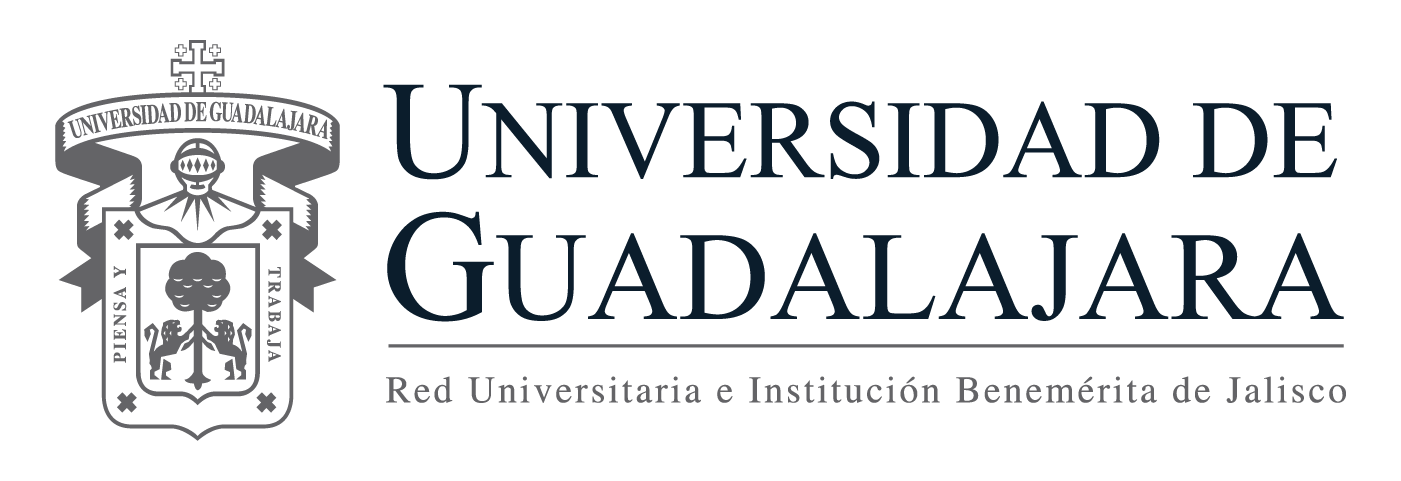 UNIVERSIDAD DE GUADALAJARA
PIENSA Y
TRABAJA
UNIVERSIDAD DE
GUADALAJARA
Red Universitaria e Institución Benemérita de Jalisco